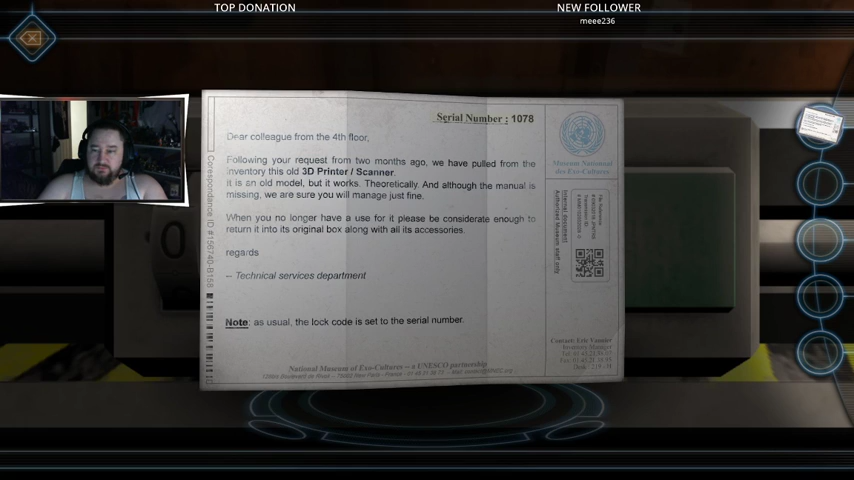 TOP DONATION
NEW FOLLOWER
meee236
Serial Number : 1078
Dear colleague from the 4th floor,
Following your request from two months ago, we have pulled from the
inventory this old 3D Printer / Scanner.
It is an old model, but it works. Theoretically. And although the manual is
missing, we are sure you will manage just fine.
When you no longer have a use for it please be considerate enough to
return it into its original box along with all its accessories.
regards
-- Technical services department
Note: as usual, the lock code is set to the serial number.
National Museum of Exo-Cultures -- a UNESCO partnership
Museum National
des Exo-Cultures
Internal document
Authorized Museum staff only
Contact: Eric
Inventory Manager